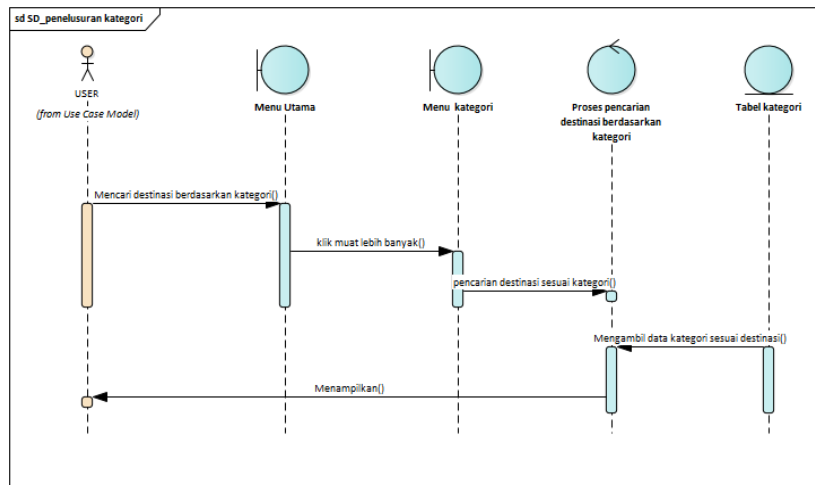 sd SD_penelusuran kategori
USER
(from Use Case Model)
Menu Utama
Menu kategori
Proses pencarian
destinasi berdasarkan
kategori
Tabel kategori
Mencari destinasi berdasarkan kategori()
klik muat lebih banyak()
pencarian destinasi sesuai kategori()
Mengambil data kategori sesuai destinasi()
Menampilkan()